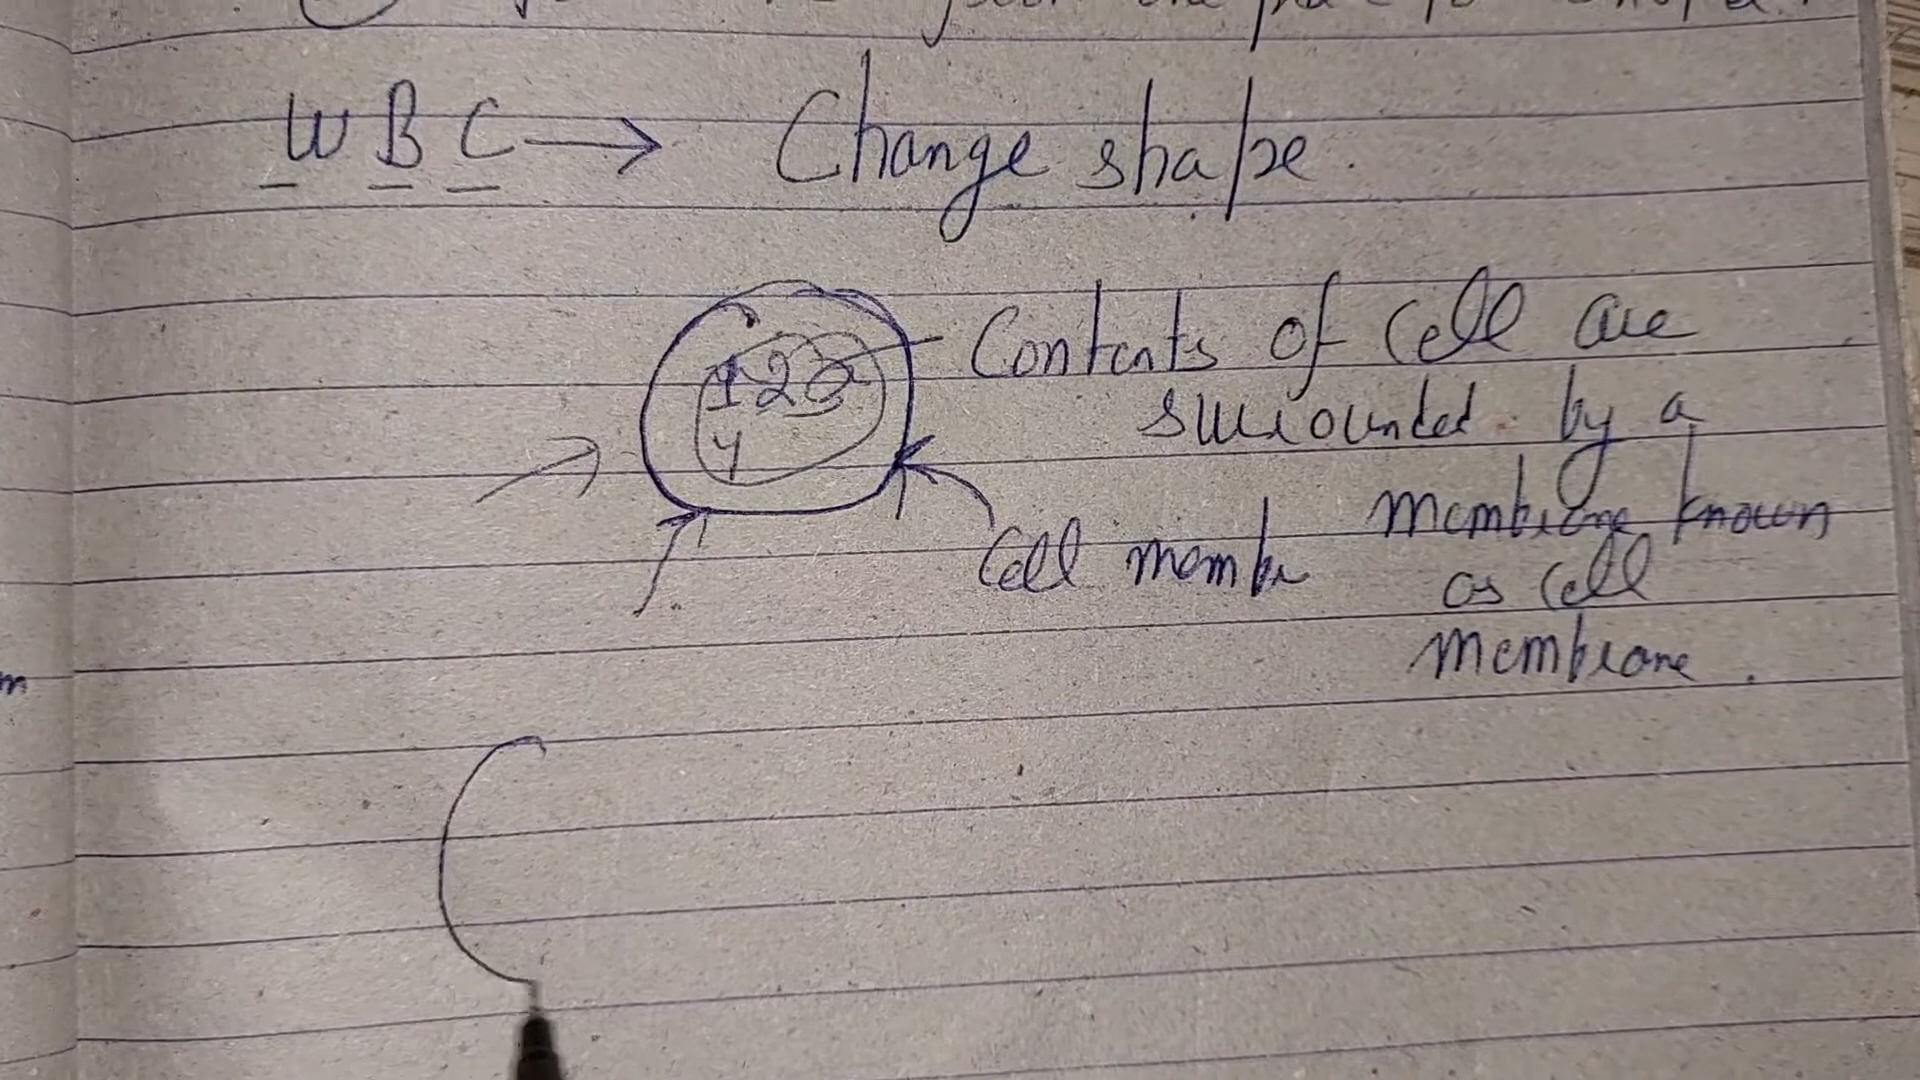 WBC → Change shape.
1 2 3
4
Contents of Cell are
surrounded by a
membrane known
as Cell
membrane.
Cell membr
m